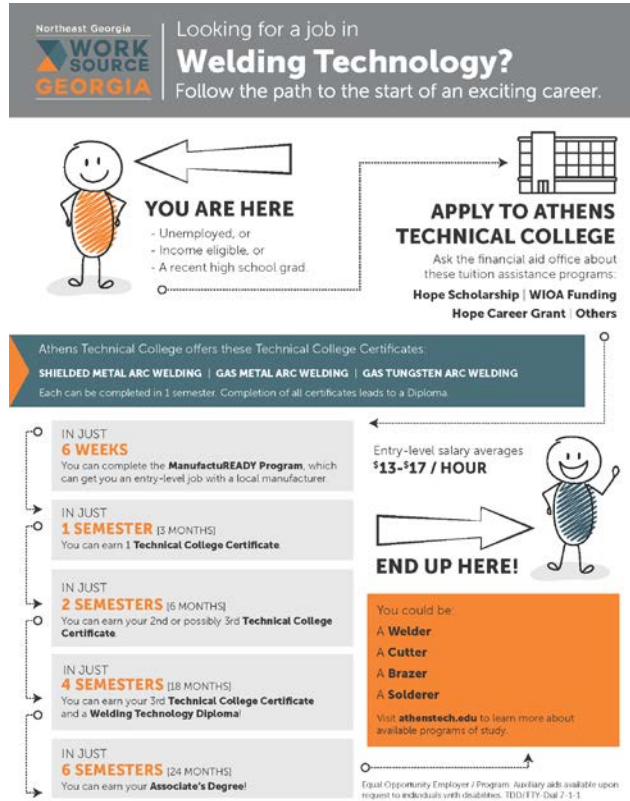 Northeast Georgia
WORK
SOURCE
GEORGIA
Looking for a job in
Welding Technology?
Follow the path to the start of an exciting career.
YOU ARE HERE
- Unemployed, or
- Income eligible, or
- A recent high school grad.
APPLY TO ATHENS
TECHNICAL COLLEGE
Ask the financial aid office about
these tuition assistance programs:
Hope Scholarship | WIOA Funding
Hope Career Grant | Others
Athens Technical College offers these Technical College Certificates:
SHIELDED METAL ARC WELDING | GAS METAL ARC WELDING | GAS TUNGSTEN ARC WELDING
Each can be completed in 1 semester. Completion of all certificates leads to a Diploma.
IN JUST
6 WEEKS
You can complete the ManufactuREADY Program, which
can get you an entry-level job with a local manufacturer.
IN JUST
1 SEMESTER [3 MONTHS]
You can earn 1 Technical College Certificate.
IN JUST
2 SEMESTERS [6 MONTHS]
You can earn your 2nd or possibly 3rd Technical College
Certificate.
IN JUST
4 SEMESTERS [18 MONTHS]
You can earn your 3rd Technical College Certificate
and a Welding Technology Diploma!
IN JUST
6 SEMESTERS [24 MONTHS]
You can earn your Associate's Degree!
Entry-level salary averages
$13-$17 / HOUR
END UP HERE!
You could be:
A Welder
A Cutter
A Brazer
A Solderer
Visit athenstech.edu to learn more about
available programs of study.
Equal Opportunity Employer / Program. Auxiliary aids available upon
request to individuals with disabilities. TDD/TTY-Dial 7-1-1.